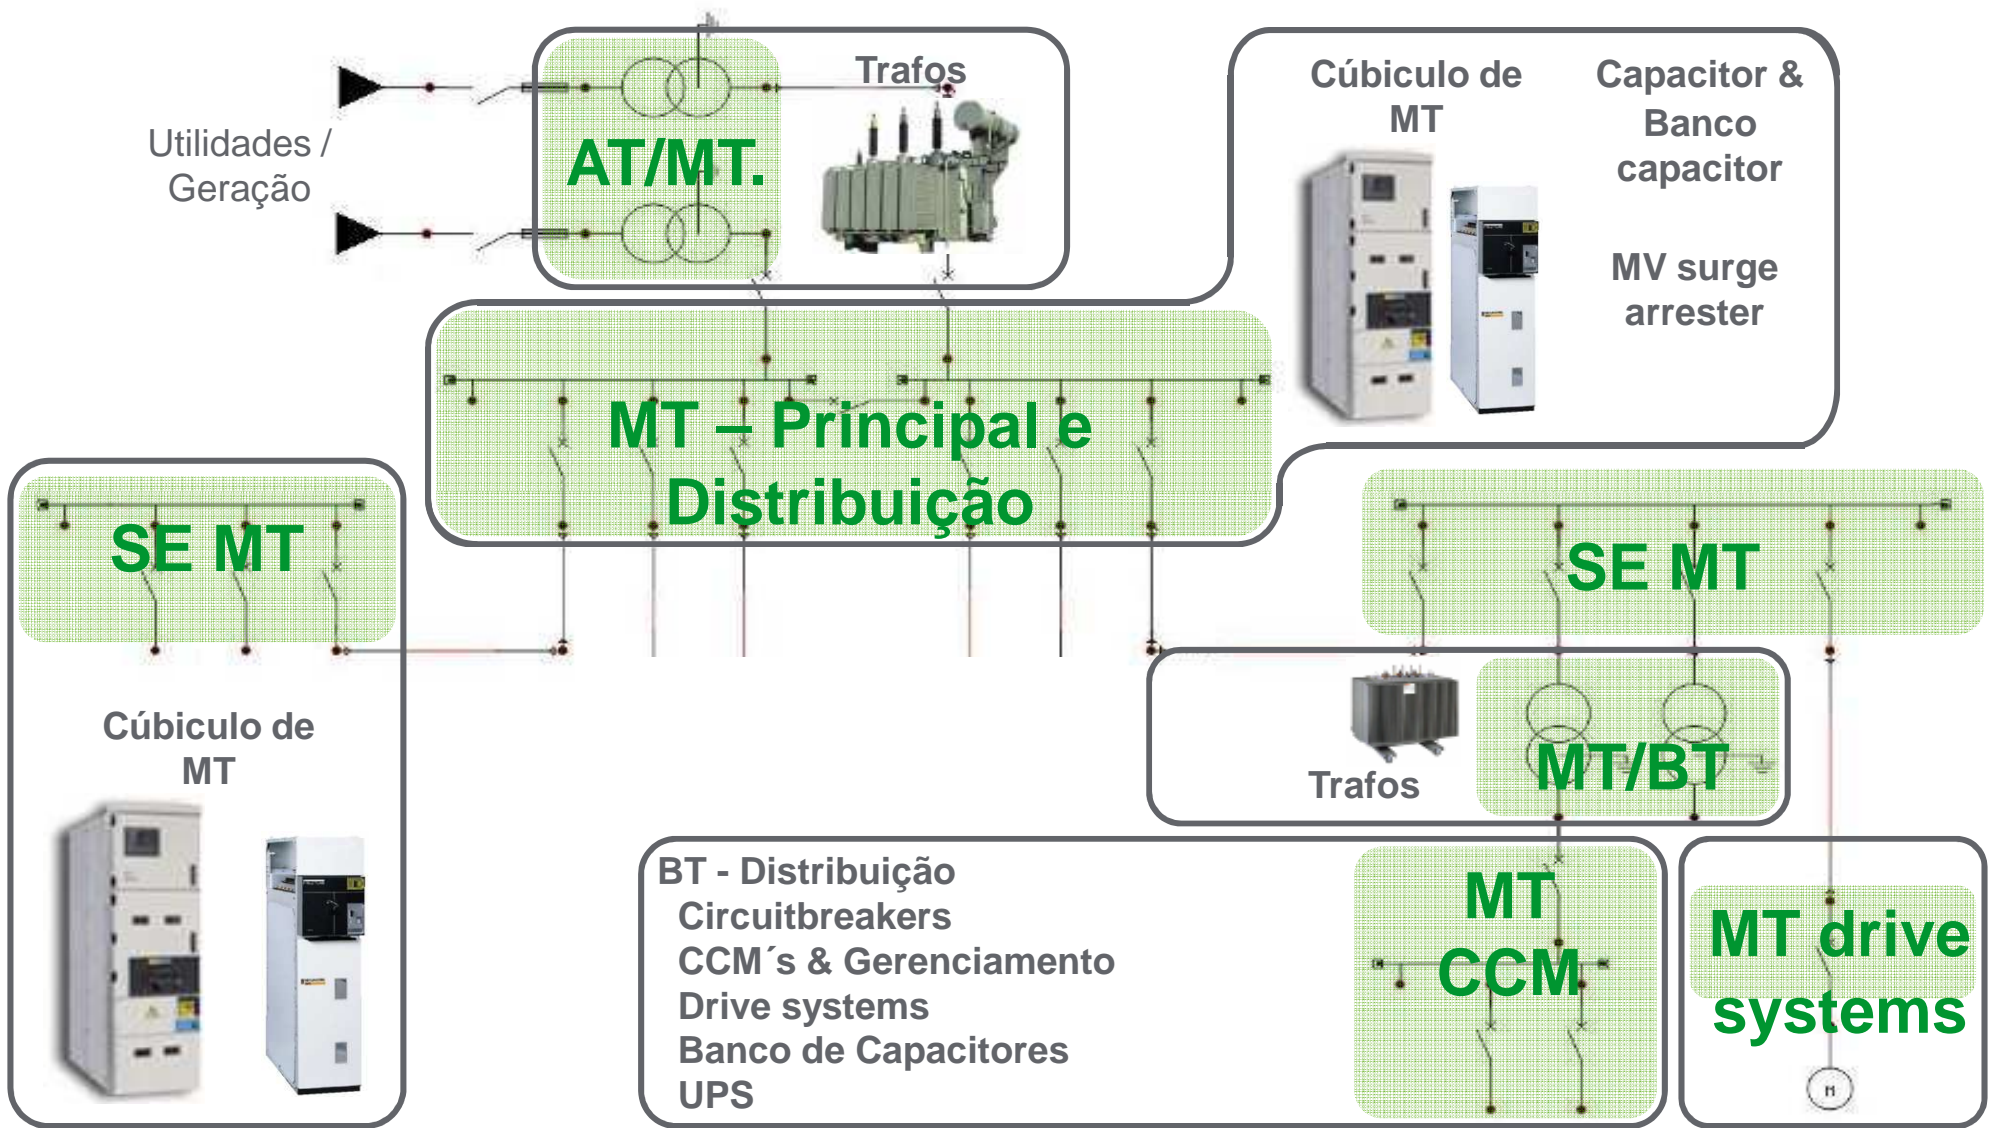 Utilidades /
Geração
AT/MT.
Trafos
Cúbiculo de
MT
Capacitor &
Banco
capacitor
MV surge
arrester
MT – Principal e
Distribuição
SE MT
Cúbiculo de
MT
SE MT
Trafos
MT/BT
BT - Distribuição
Circuitbreakers
CCM´s & Gerenciamento
Drive systems
Banco de Capacitores
UPS
MT
CCM
MT drive
systems
M